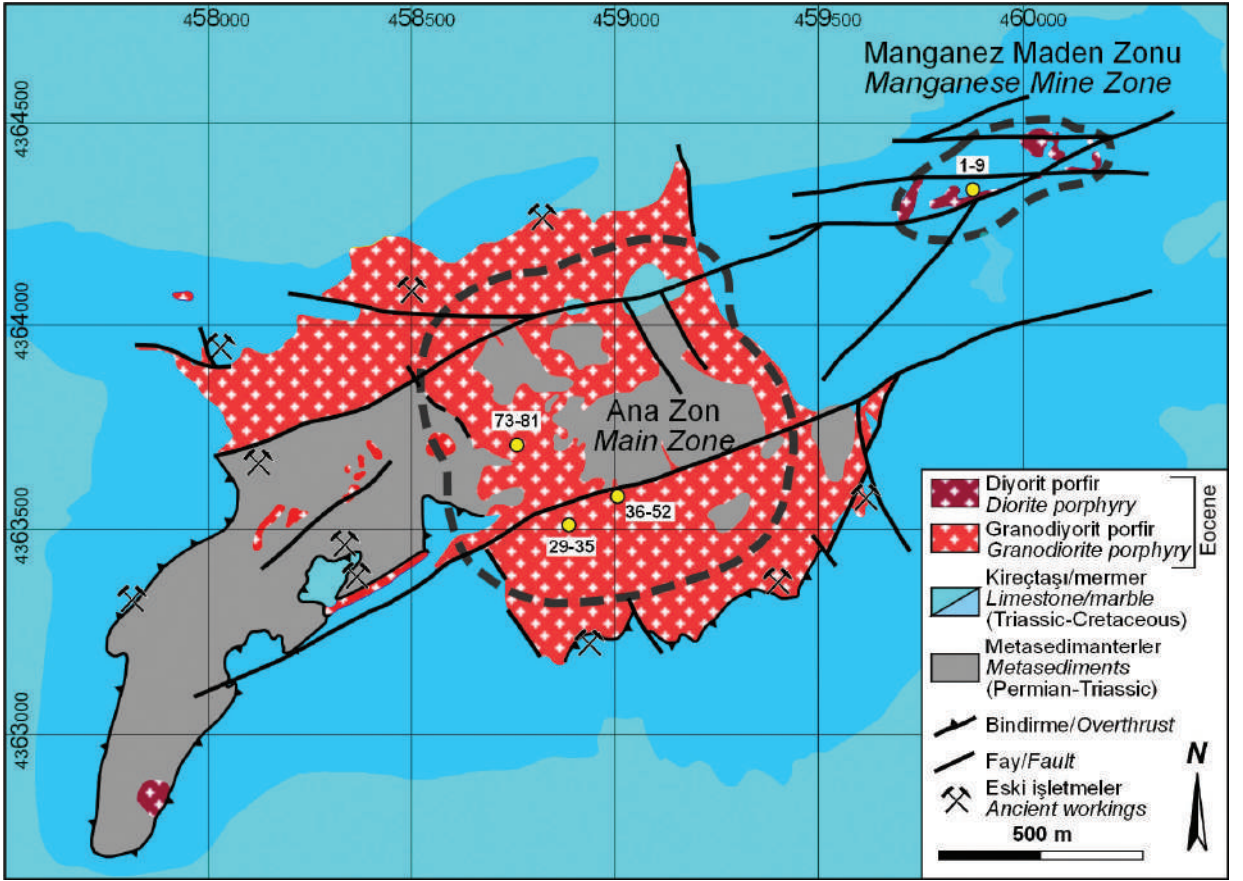 458000 458500 459000 459500 460000
4364500
4364000
4363500
4363000
Manganez Maden Zonu
Manganese Mine Zone
1-9
Ana Zon
Main Zone
73-81
36-52
29-35
Diyorit porfir
Diorite porphyry
Granodiyorit porfir
Granodiorite porphyry
Eocene
Kireçtaşı/mermer
Limestone/marble
(Triassic-Cretaceous)
Metasedimanterler
Metasediments
(Permian-Triassic)
Bindirme/Overthrust
Fay/Fault
Eski işletmeler
Ancient workings
500 m
N